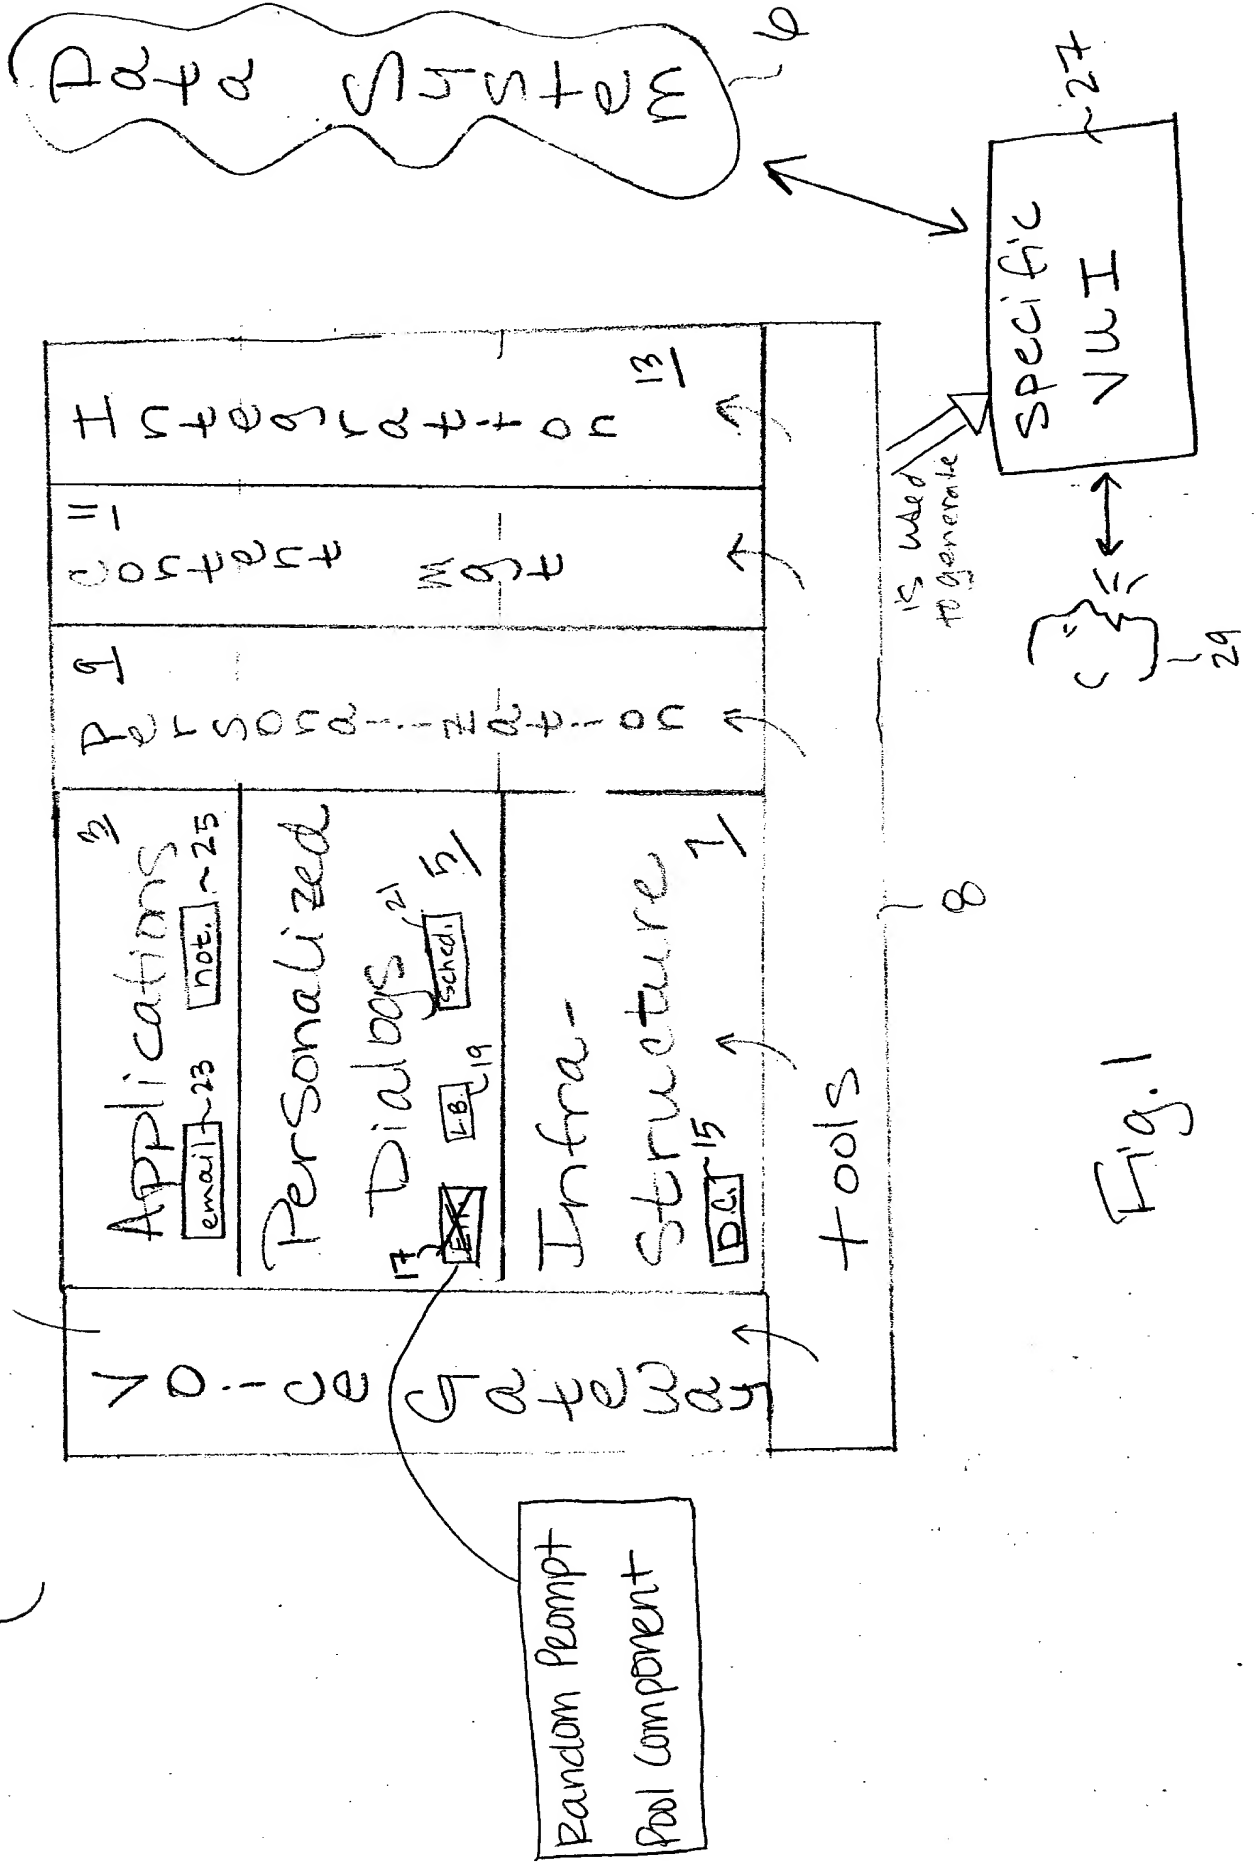 Voice Gateway
Applications
3
email ~23
not. ~25
Personalized
Dialogs
5
17
L.B. 19
Sched. 21
Infra-
structure
7
D.C. ~15
Personalization
9
Content Mgt
11
Integration
13
tools
8
Data System
6
is used
to generate
Specific
VUI
27
29
Random Prompt
Pool Component
Fig. 1